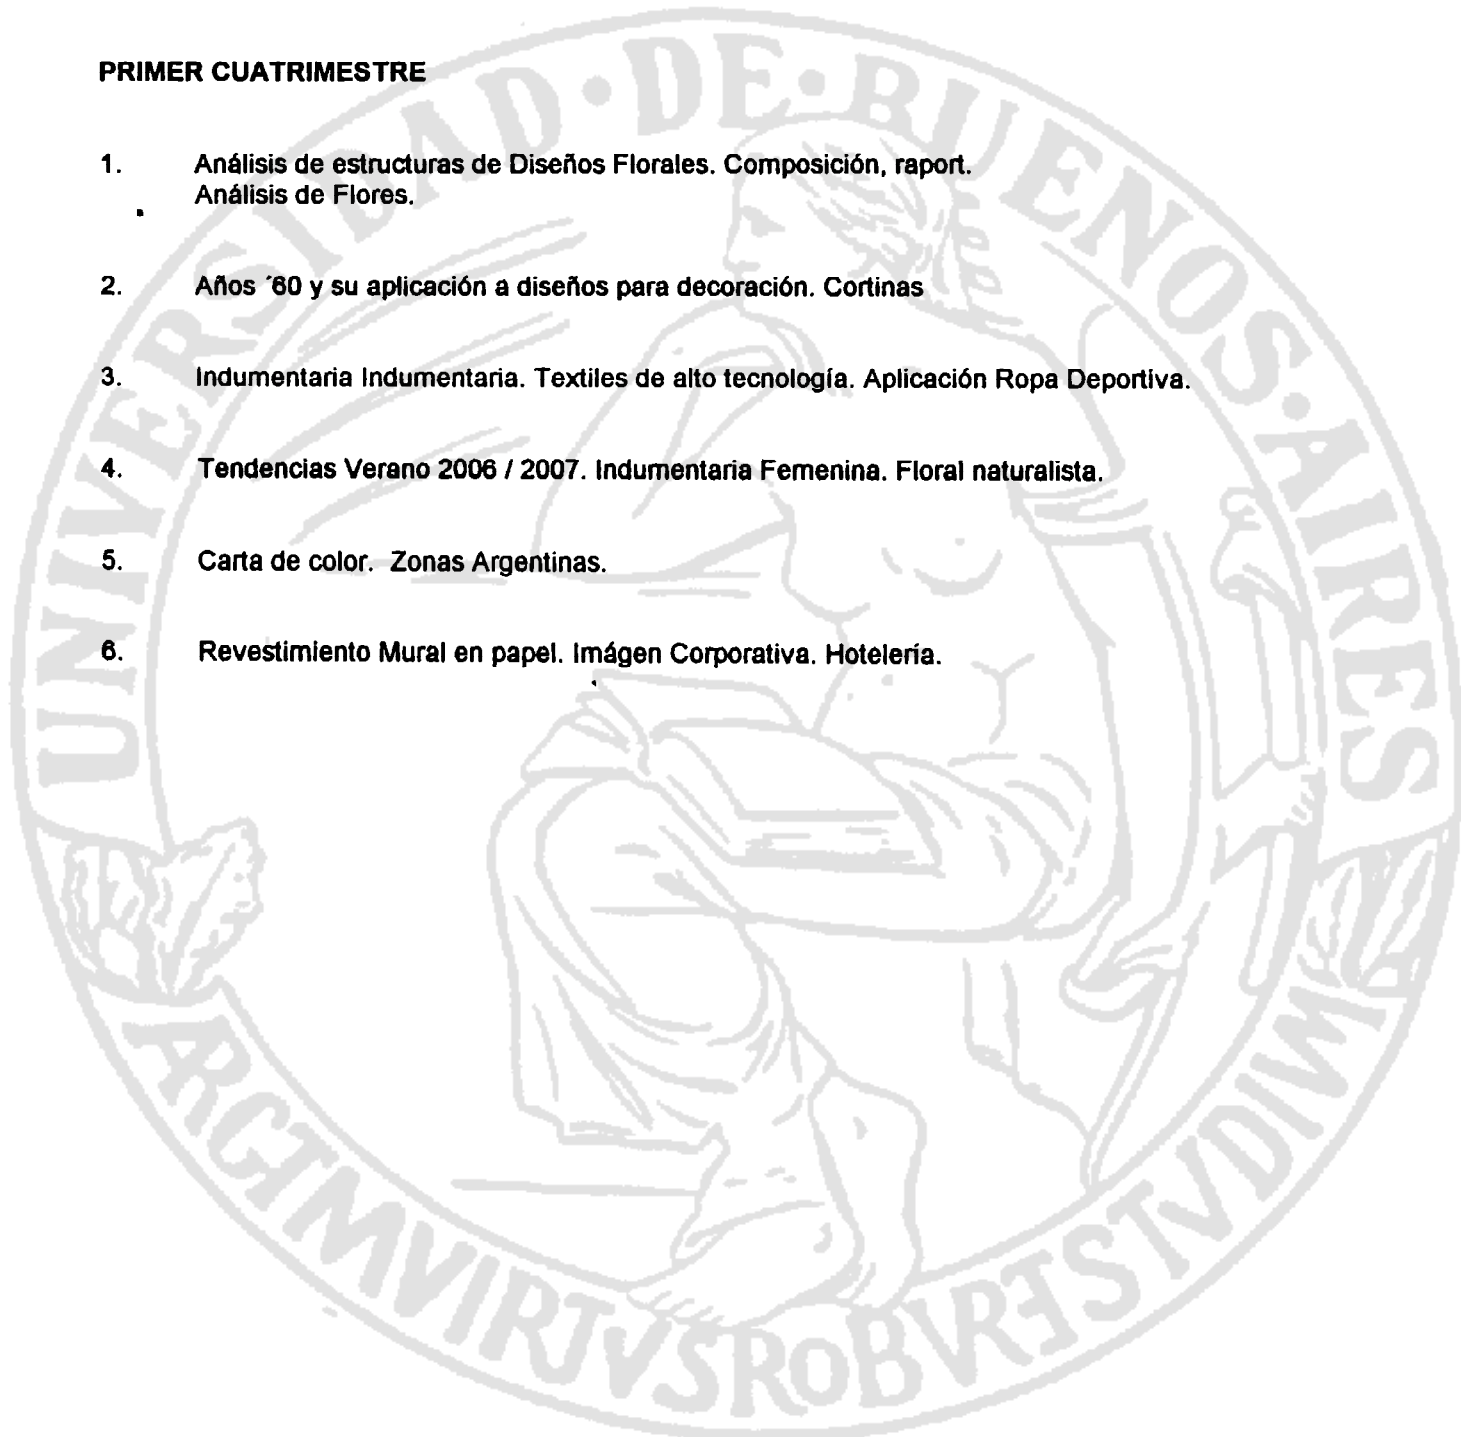 PRIMER CUATRIMESTRE
1. Análisis de estructuras de Diseños Florales. Composición, raport.
Análisis de Flores.
2. Años ´60 y su aplicación a diseños para decoración. Cortinas
3. Indumentaria Indumentaria. Textiles de alto tecnología. Aplicación Ropa Deportiva.
4. Tendencias Verano 2006 / 2007. Indumentaria Femenina. Floral naturalista.
5. Carta de color. Zonas Argentinas.
6. Revestimiento Mural en papel. Imágen Corporativa. Hotelería.
UNIVERSIDAD·DE·BUENOS·AIRES
ARGT·MVIRTVSROBVRETSTVDIVM